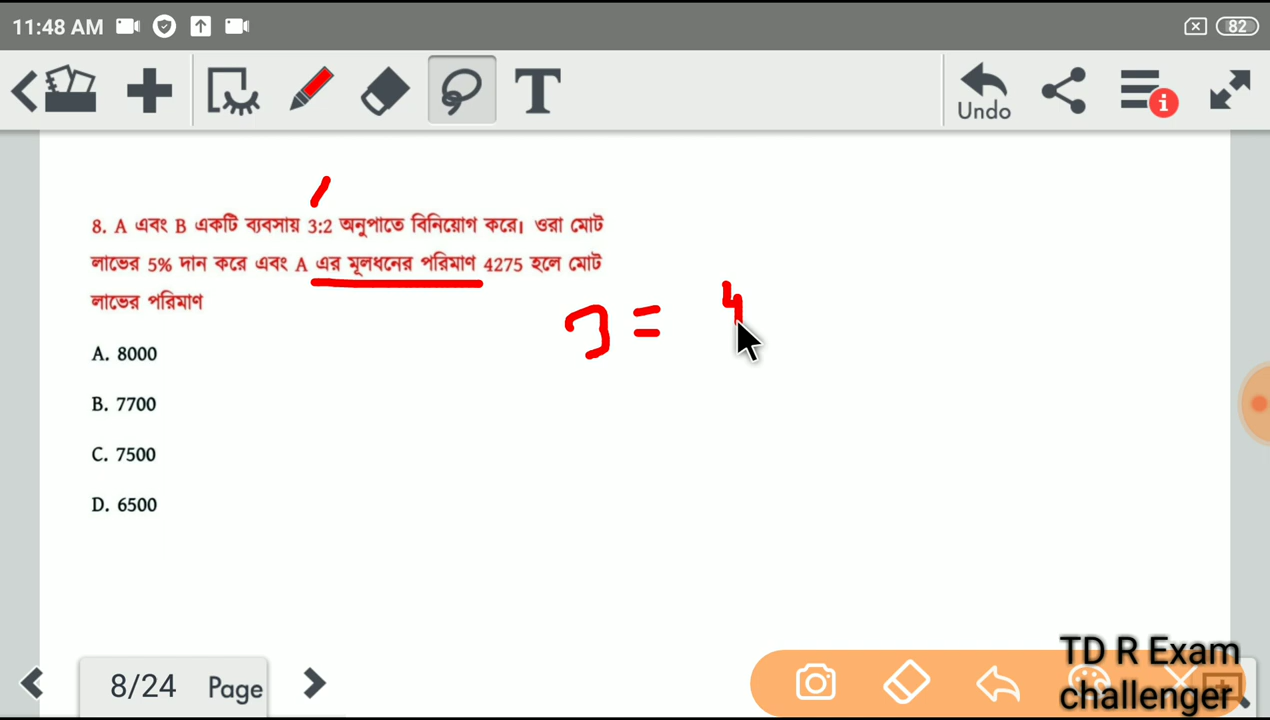 11:48 AM
82
T
Undo
i
8. A এবং B একটি ব্যবসায় 3:2 অনুপাতে বিনিয়োগ করে। ওরা মোট
লাভের 5% দান করে এবং A এর মূলধনের পরিমাণ 4275 হলে মোট
লাভের পরিমাণ
3 = 4
A. 8000
B. 7700
C. 7500
D. 6500
8/24 Page
TD R Exam
challenger